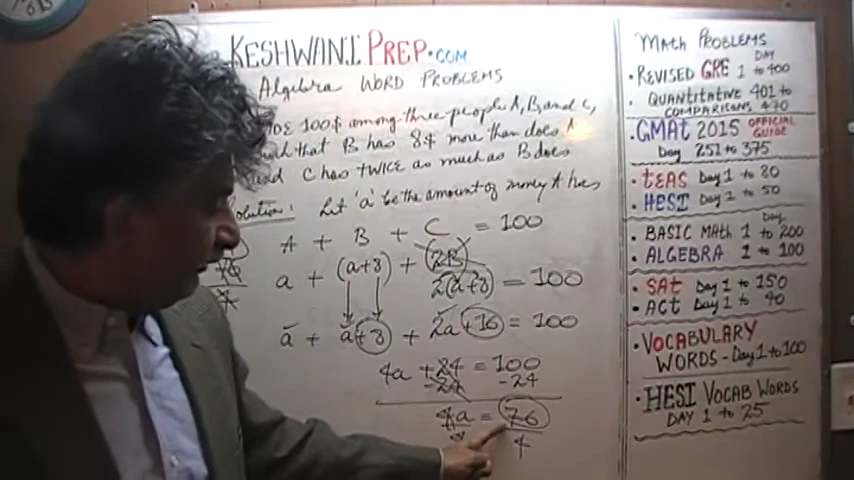 KESHWANI PREP.COM
Algebra WORD PROBLEMS
100$ among three people A, B, and C,
that B has 8$ more than does A
C has TWICE as much as B does
Solution: Let 'a' be the amount of money A has
A + B + C = 100
a + (a+8) + (2B)
2(a+8) = 100
a + a+8 + 2a+16 = 100
4a + 24 = 100
-24 -24
4a = 76
4 4
Math PROBLEMS
DAY
• REVISED GRE 1 to 400
QUANTITATIVE 401 to
COMPARISONS 470
• GMAT 2015 OFFICIAL GUIDE
Day 251 to 375
• TEAS Day 1 to 80
• HESI Day 1 to 50
Day
• BASIC MATH 1 to 200
• ALGEBRA 1 to 100
• SAT Day 1 to 150
• ACT Day 1 to 40
• VOCABULARY
WORDS - Day 1 to 100
• HESI VOCAB WORDS
DAY 1 to 25